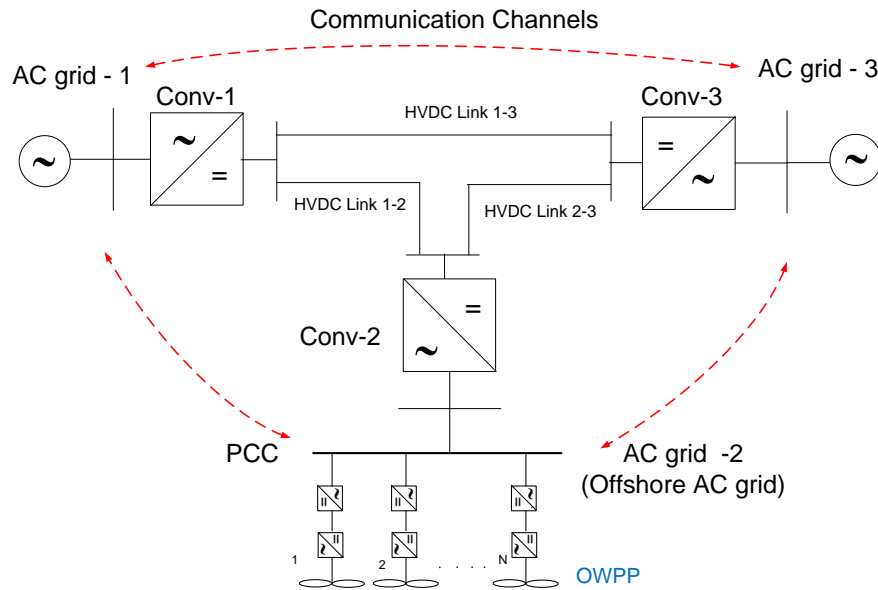 Communication Channels
AC grid - 1
AC grid - 3
Conv-1
Conv-3
~
~
~
=
=
~
HVDC Link 1-3
HVDC Link 1-2
HVDC Link 2-3
Conv-2
=
~
PCC
AC grid -2
(Offshore AC grid)
~
=
~
=
~
=
=
~
=
~
=
~
1
2
. . . .
N
OWPP